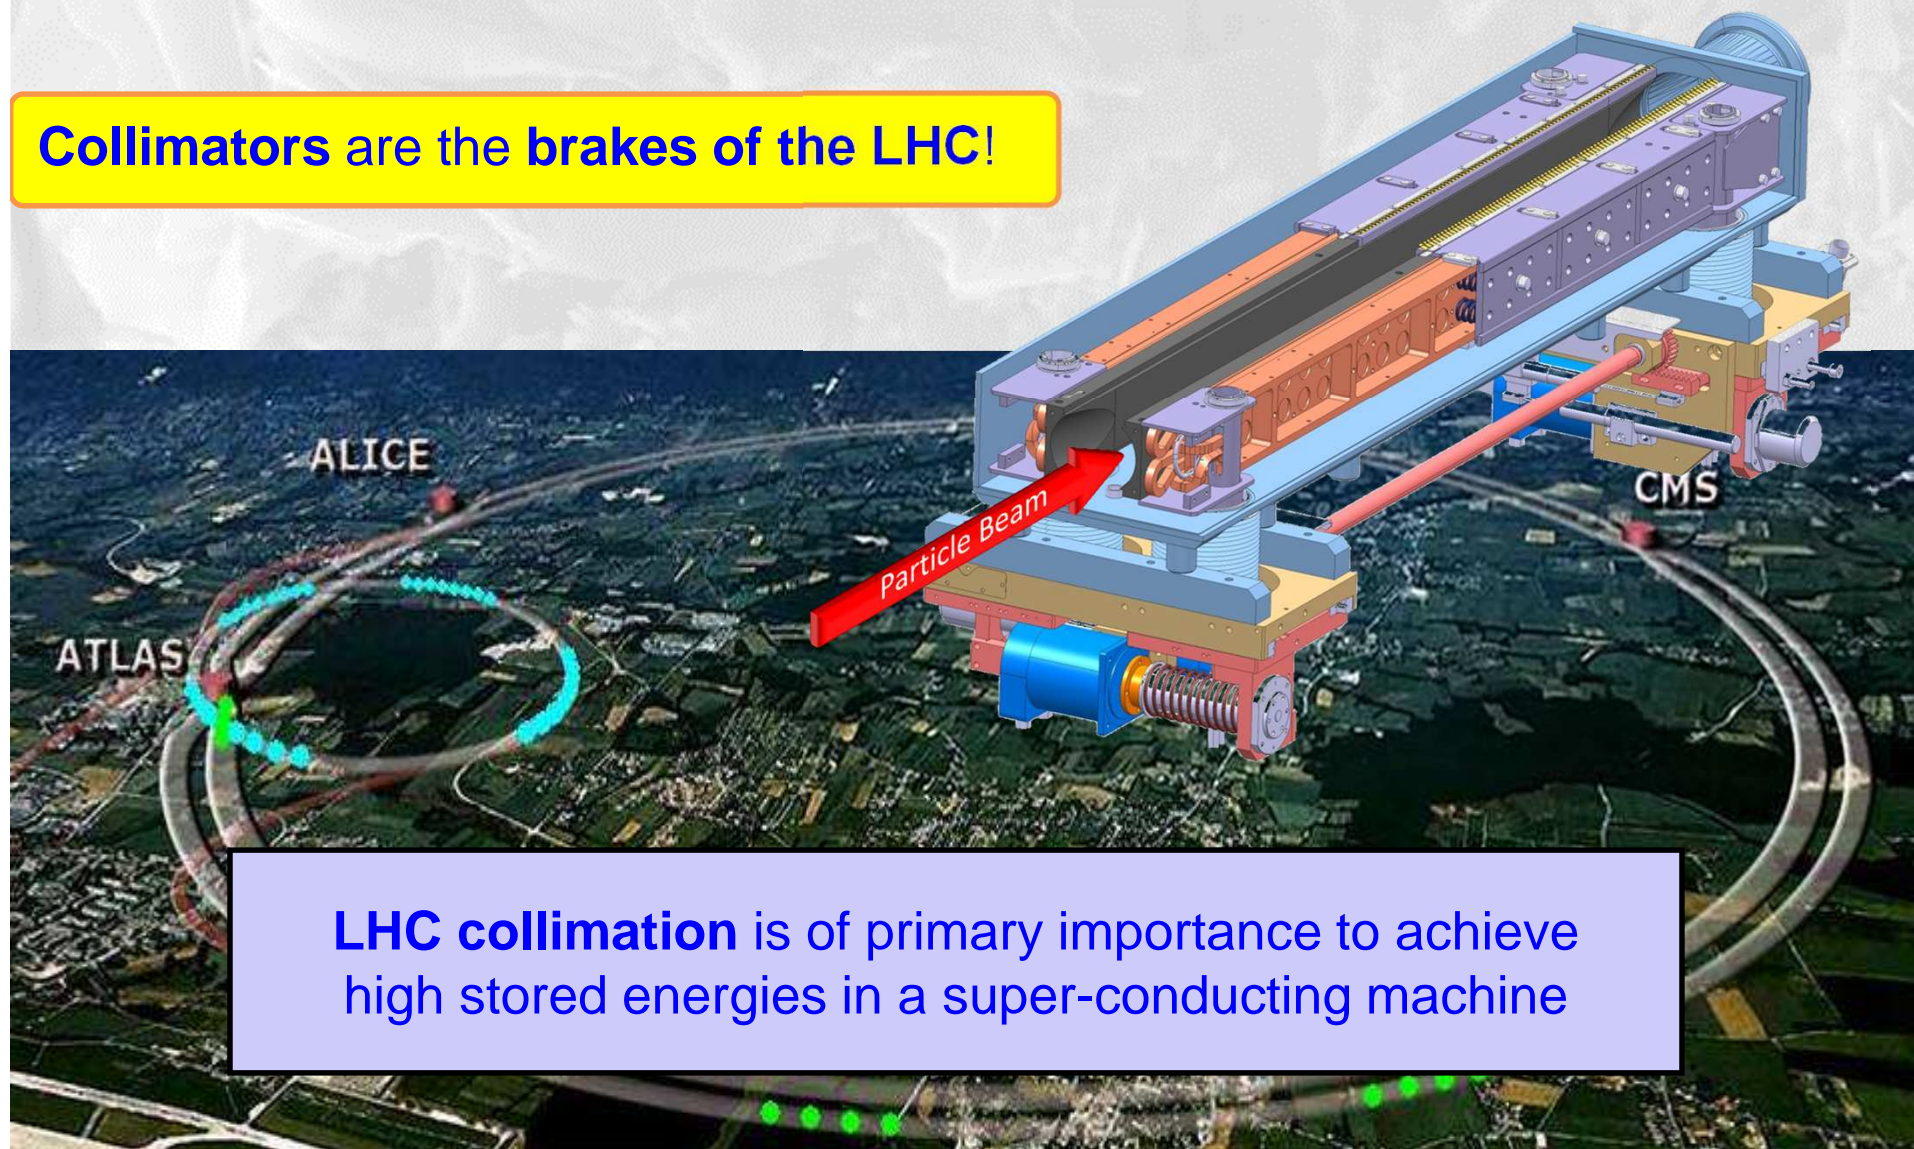 Collimators are the brakes of the LHC!
ALICE
CMS
Particle Beam
ATLAS
LHC collimation is of primary importance to achieve
high stored energies in a super-conducting machine